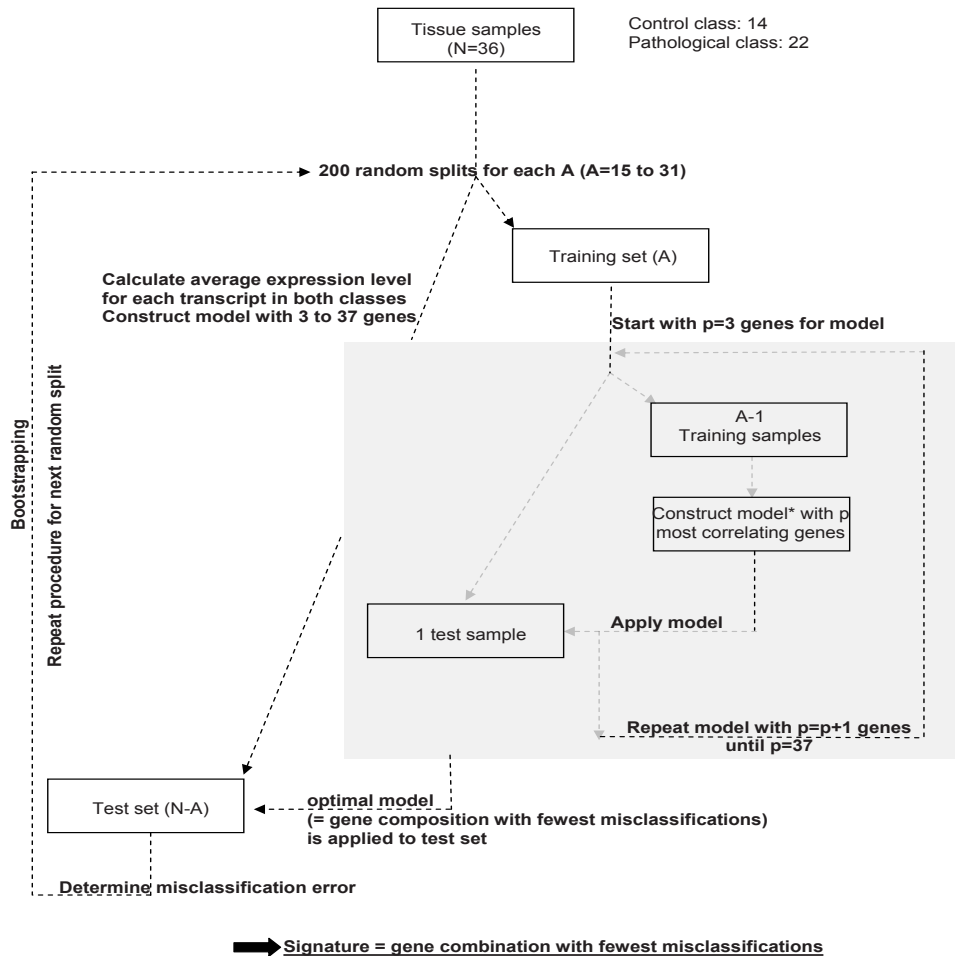 Tissue samples
(N=36)
Control class: 14
Pathological class: 22
200 random splits for each A (A=15 to 31)
Training set (A)
Calculate average expression level
for each transcript in both classes
Construct model with 3 to 37 genes
Start with p=3 genes for model
A-1
Training samples
Construct model* with p
most correlating genes
Bootstrapping
Repeat procedure for next random split
1 test sample
Apply model
Repeat model with p=p+1 genes
until p=37
Test set (N-A)
optimal model
(= gene composition with fewest misclassifications)
is applied to test set
Determine misclassification error
Signature = gene combination with fewest misclassifications